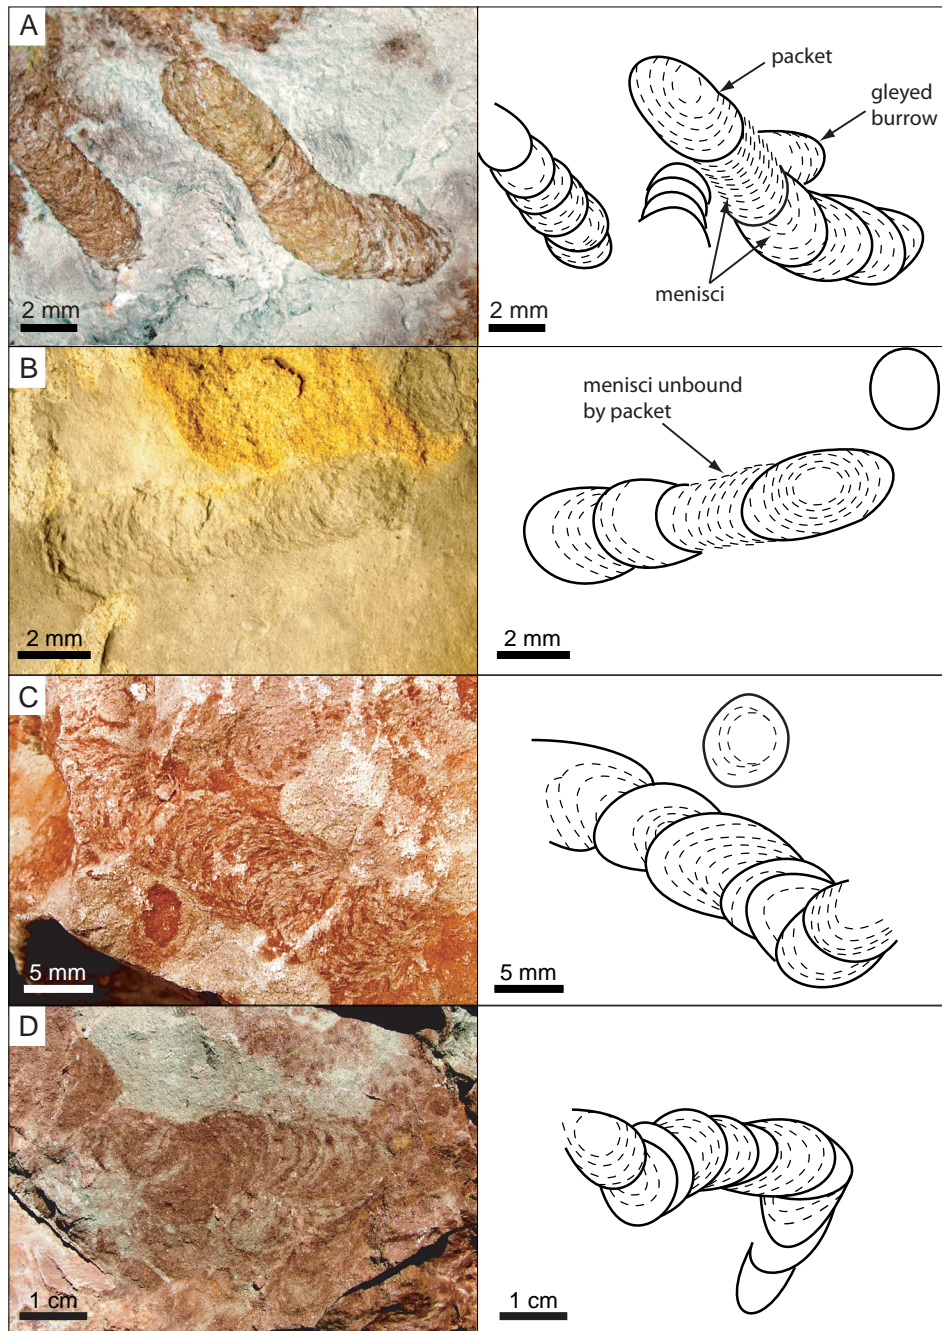 A
packet
gleyed
burrow
menisci
2 mm
2 mm
B
menisci unbound
by packet
2 mm
2 mm
C
5 mm
5 mm
D
1 cm
1 cm